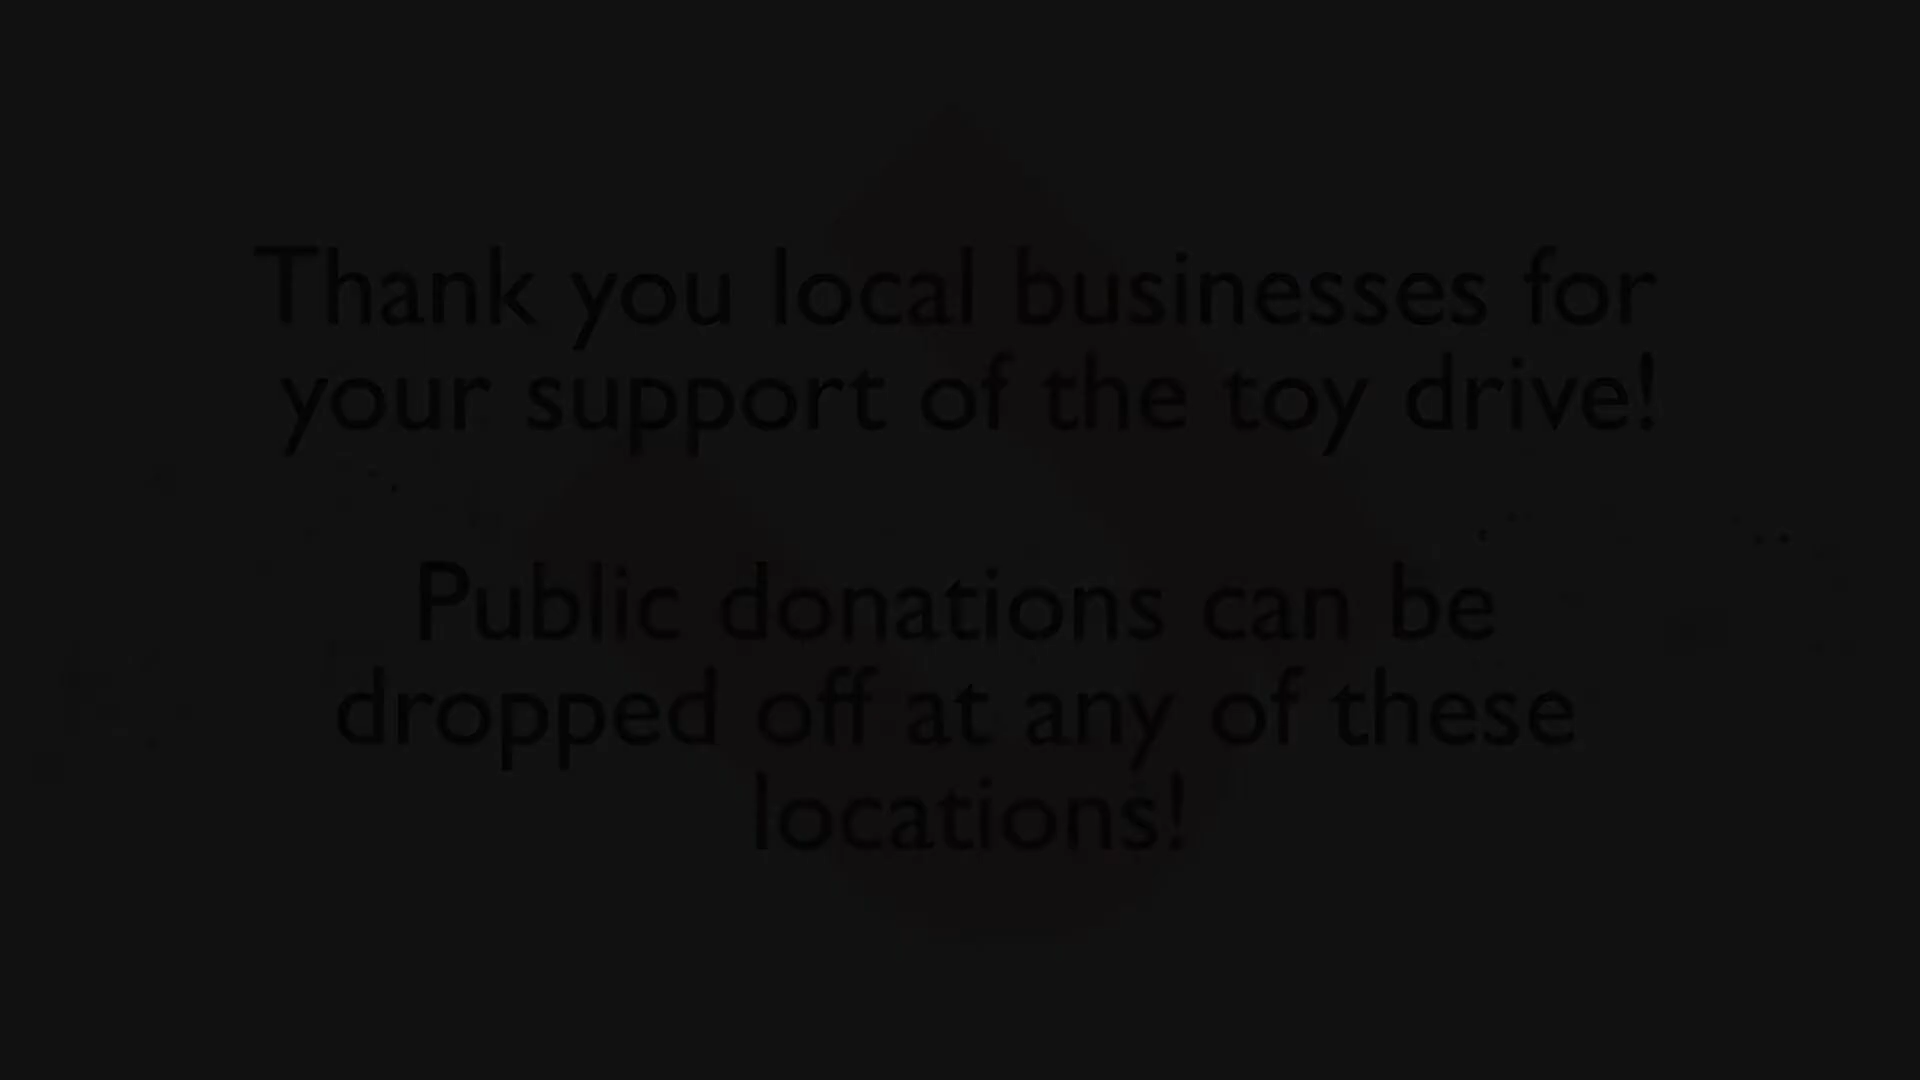 Thank you local businesses for
your support of the toy drive!
Public donations can be
dropped off at any of these
locations!